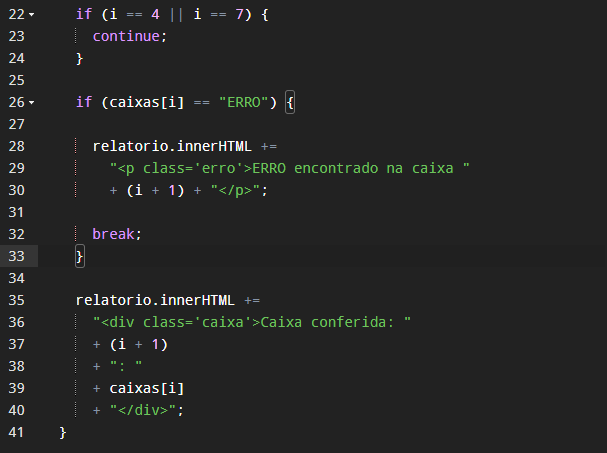 22 if (i == 4 || i == 7) {
23 continue;
24 }
25
26 if (caixas[i] == "ERRO") {
27
28 relatorio.innerHTML +=
29 "<p class='erro'>ERRO encontrado na caixa "
30 + (i + 1) + "</p>";
31
32 break;
33 }
34
35 relatorio.innerHTML +=
36 "<div class='caixa'>Caixa conferida: "
37 + (i + 1)
38 + ": "
39 + caixas[i]
40 + "</div>";
41 }